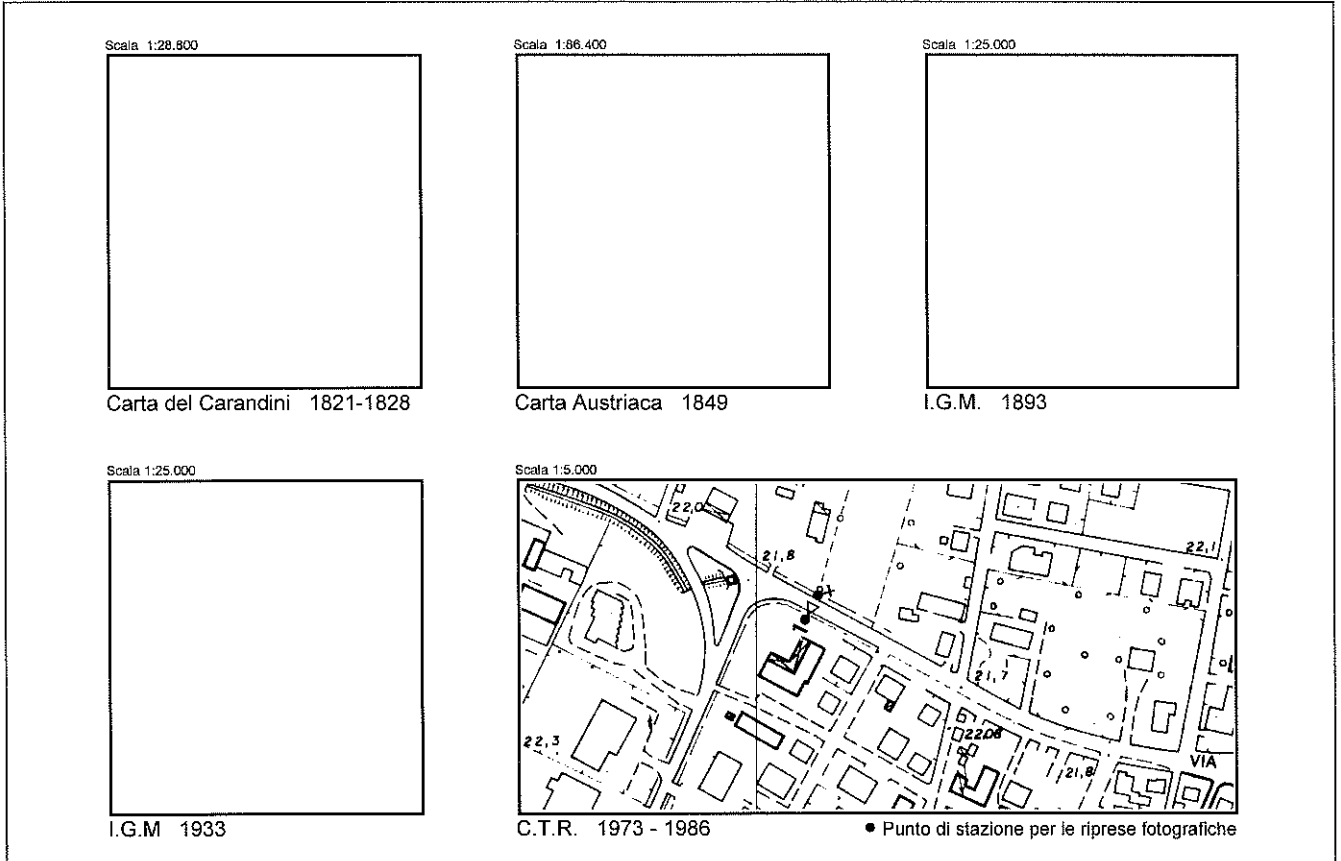 Scala 1:28.800
Scala 1:86.400
Scala 1:25.000
Carta del Carandini 1821-1828
Carta Austriaca 1849
I.G.M. 1893
Scala 1:25.000
Scala 1:5.000
22,0
21,8
22,1
1
21,7
22,3
22,08
21,8
VIA
I.G.M 1933
C.T.R. 1973 - 1986
● Punto di stazione per le riprese fotografiche